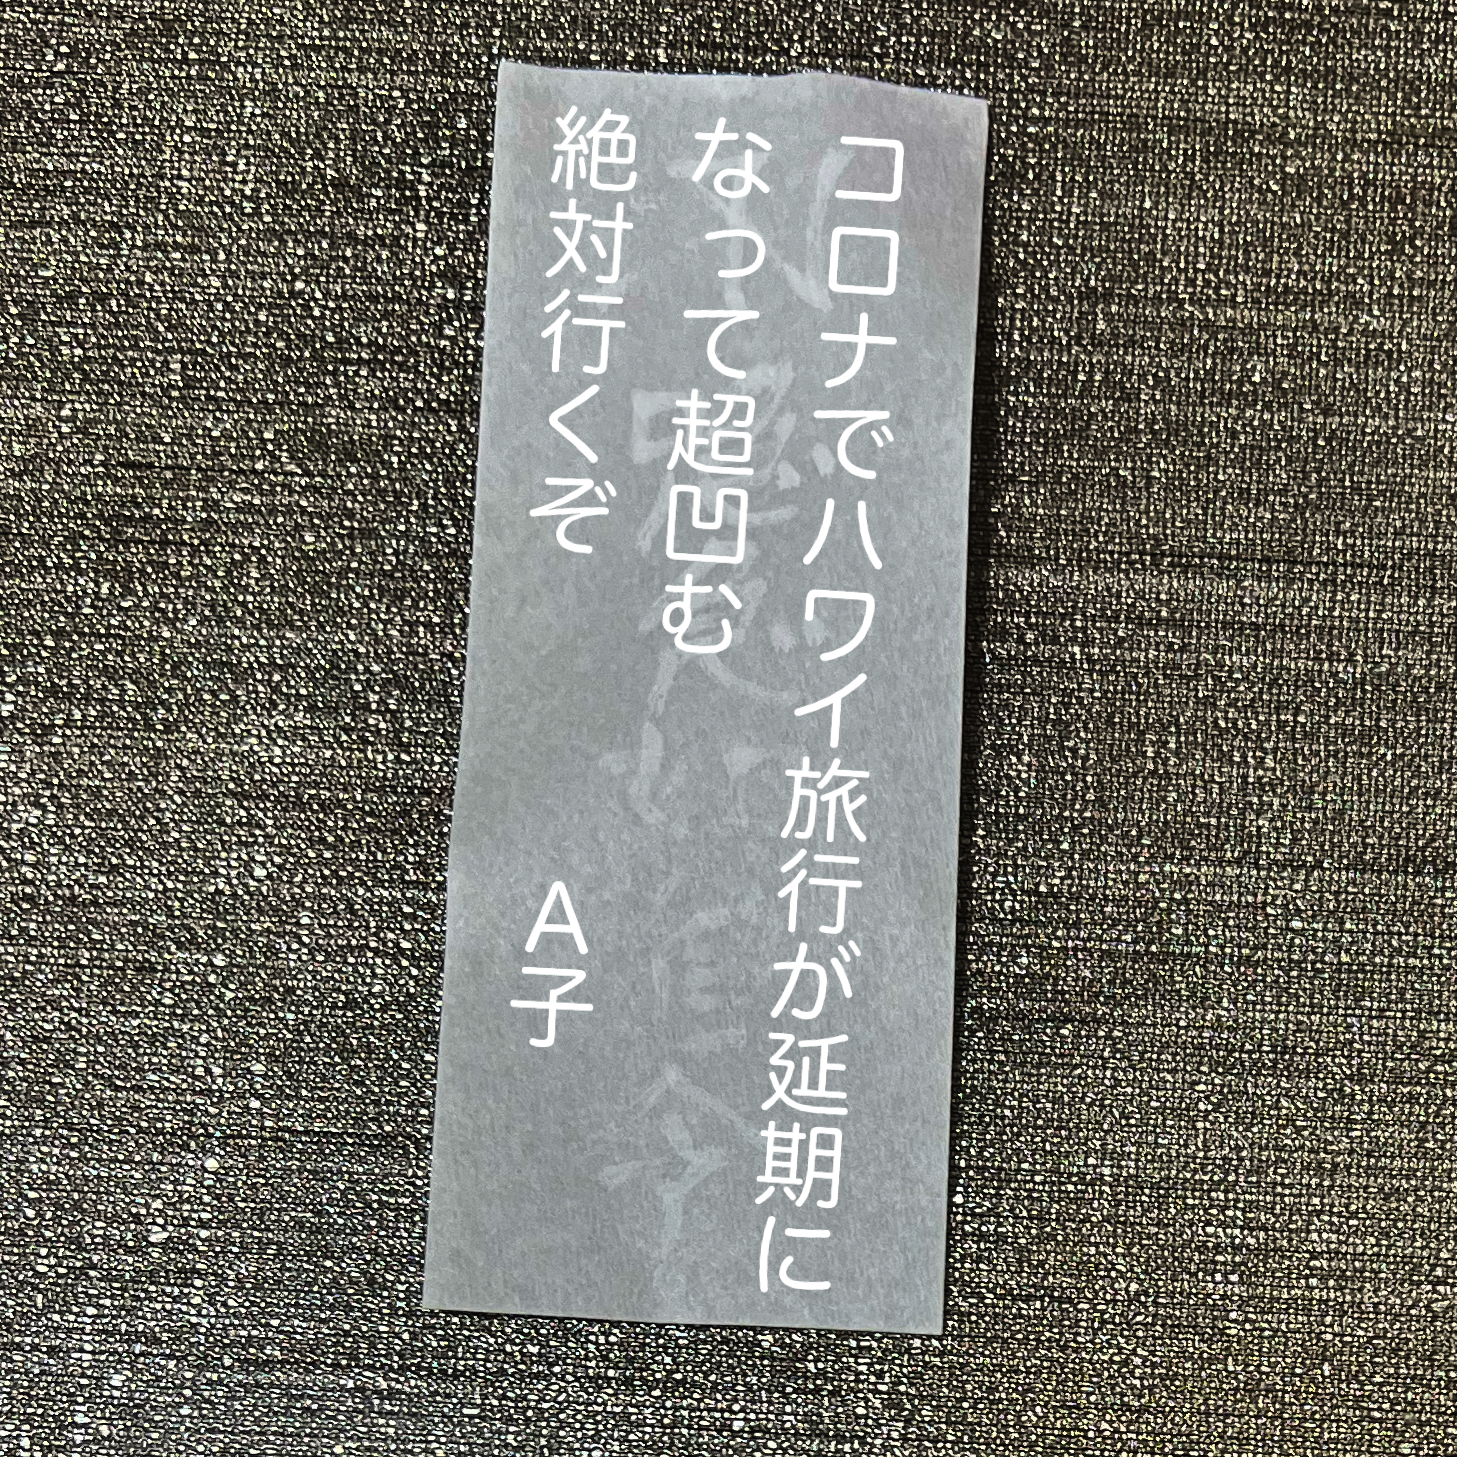 コロナでハワイ旅行が延期に
なって超凹む
絶対行くぞ
A子